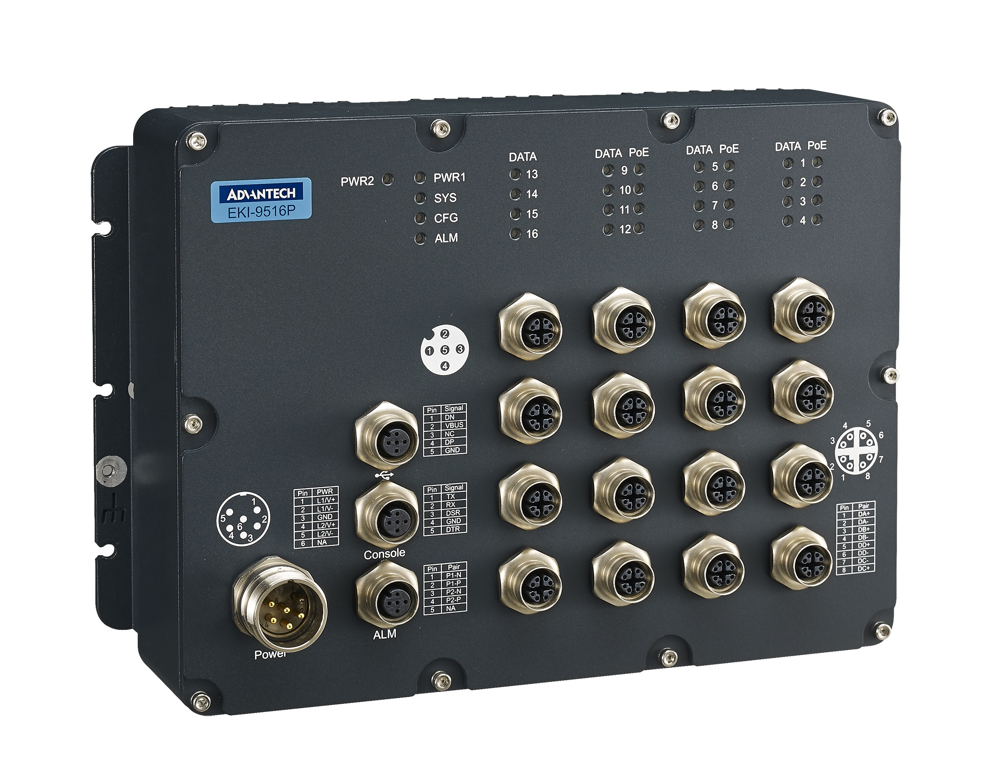 ADVANTECH
EKI-9516P
PWR2 PWR1
SYS
CFG
ALM
DATA
13
14
15
16
DATA PoE
9
10
11
12
DATA PoE
5
6
7
8
DATA PoE
1
2
3
4
2
1 5 3
4
Pin Signal
1 DN
2 VBUS
3 NC
4 DP
5 GND
Pin Signal
1 TX
2 RX
3 DSR
4 GND
5 DTR
Console
Pin Pair
1 P1-N
2 P1-P
3 P2-N
4 P2-P
5 NA
ALM
1
5 2
6
4 3
Pin PWR
1 L1/V+
2 L1/V-
3 GND
4 L2/V+
5 L2/V-
6 NA
Power
4 5
3 6
2 7
1 8
Pin Pair
1 DA+
2 DA-
3 DB+
4 DB-
5 DD+
6 DD-
7 DC-
8 DC+